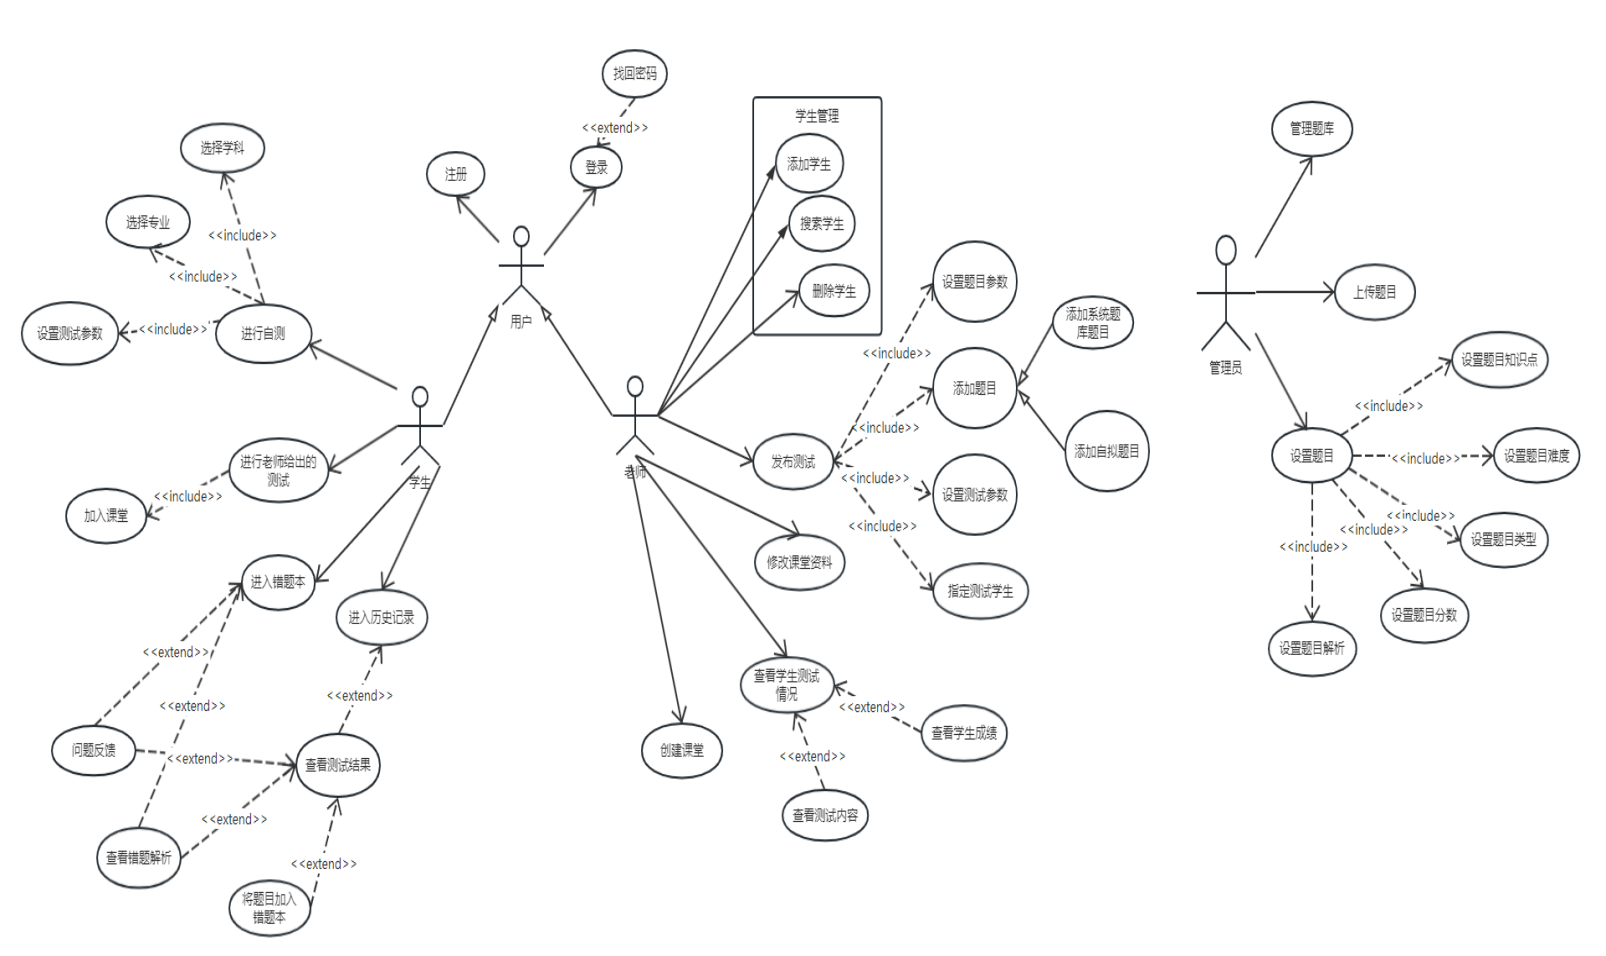 找回密码
<<extend>>
注册
登录
用户
选择学科
选择专业
<<include>>
<<include>>
设置测试参数
<<include>>
进行自测
进行老师给出的
测试
<<include>>
加入课堂
学生
进入错题本
进入历史记录
<<extend>>
<<extend>>
<<extend>>
问题反馈
<<extend>>
查看测试结果
<<extend>>
查看错题解析
<<extend>>
将题目加入
错题本
学生管理
添加学生
搜索学生
删除学生
老师
发布测试
<<include>>
<<include>>
<<include>>
<<include>>
设置题目参数
添加题目
添加系统题
库题目
添加自拟题目
设置测试参数
指定测试学生
修改课堂资料
查看学生测试
情况
<<extend>>
查看学生成绩
<<extend>>
查看测试内容
创建课堂
管理题库
上传题目
管理员
设置题目
<<include>>
设置题目知识点
<<include>>
设置题目难度
<<include>>
设置题目类型
<<include>>
设置题目分数
<<include>>
设置题目解析